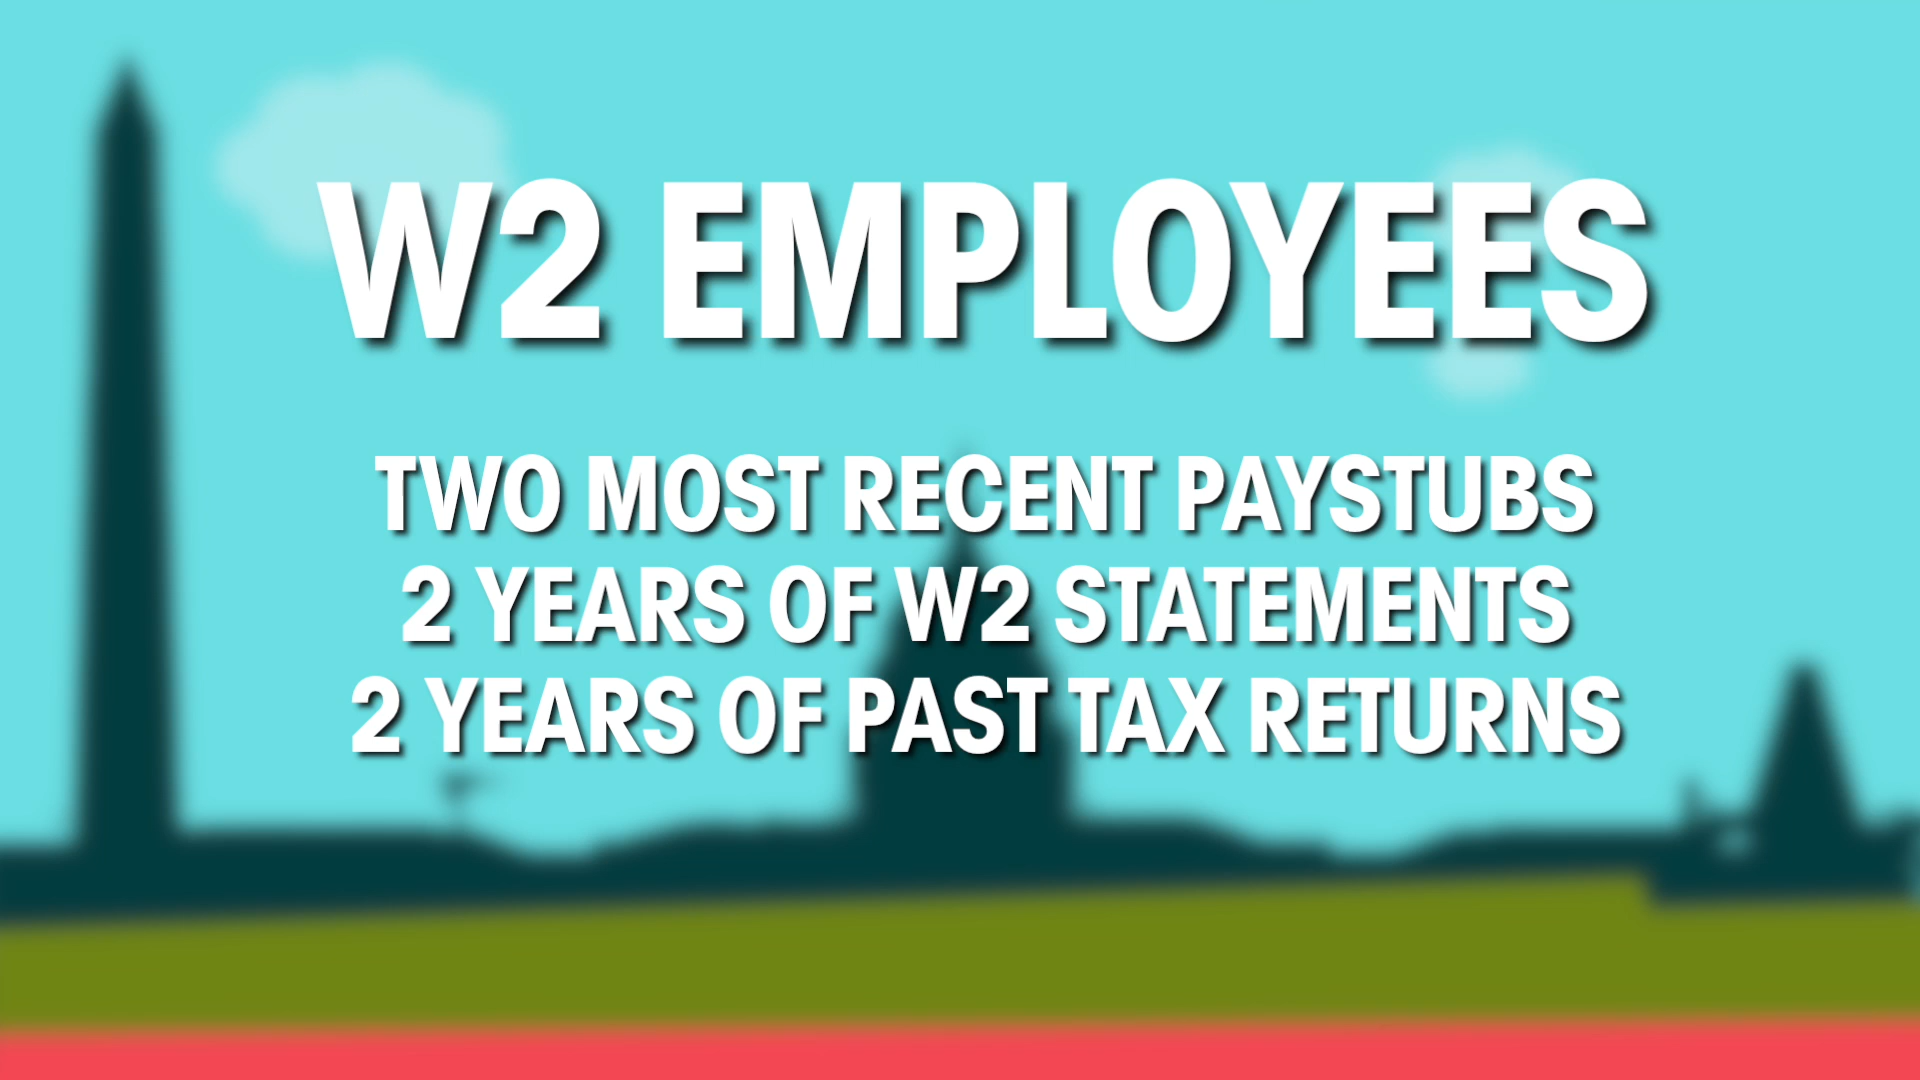 W2 EMPLOYEES
TWO MOST RECENT PAYSTUBS
2 YEARS OF W2 STATEMENTS
2 YEARS OF PAST TAX RETURNS